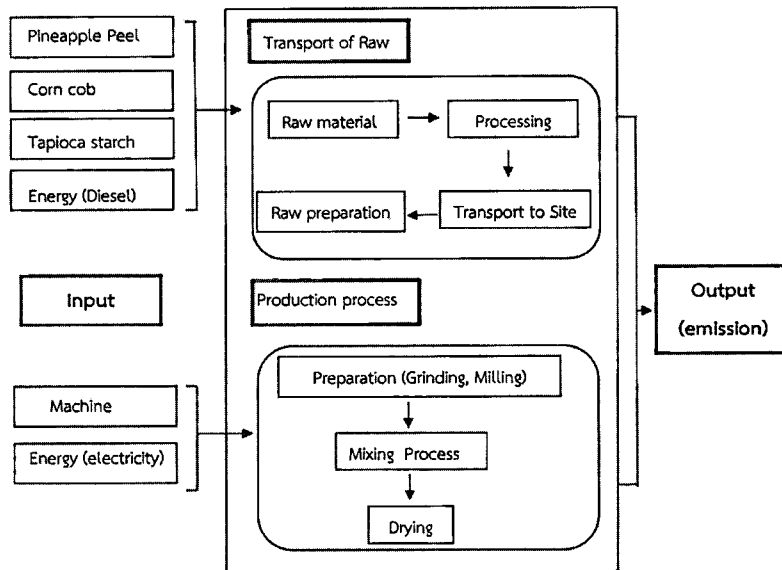 Pineapple Peel
Corn cob
Tapioca starch
Energy (Diesel)
Input
Machine
Energy (electricity)
Transport of Raw
Raw material
Processing
Raw preparation
Transport to Site
Production process
Preparation (Grinding, Milling)
Mixing Process
Drying
Output
(emission)